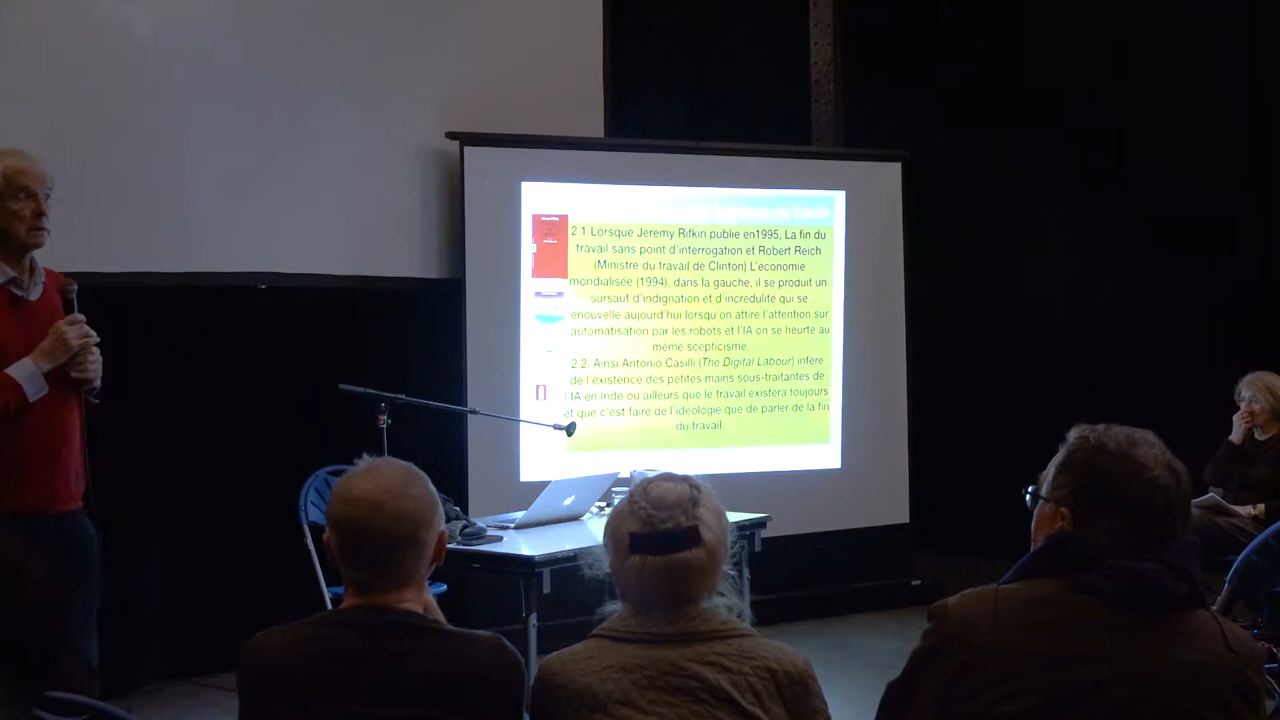 2.1 Lorsque Jeremy Rifkin publie en1995, La fin du
travail sans point d'interrogation et Robert Reich
(Ministre du travail de Clinton) L'économie
mondialisée (1994), dans la gauche, il se produit un
sursaut d'indignation et d'incrédulité qui se
enouvelle aujourd'hui lorsqu'on attire l'attention sur
automatisation par les robots et l'IA on se heurte au
même scepticisme.
2.2. Ainsi Antonio Casilli (The Digital Labour) infère
de l'existence des petites mains sous-traitantes de
l'IA en Inde ou ailleurs que le travail existera toujours
et que c'est faire de l'idéologie que de parler de la fin
du travail.